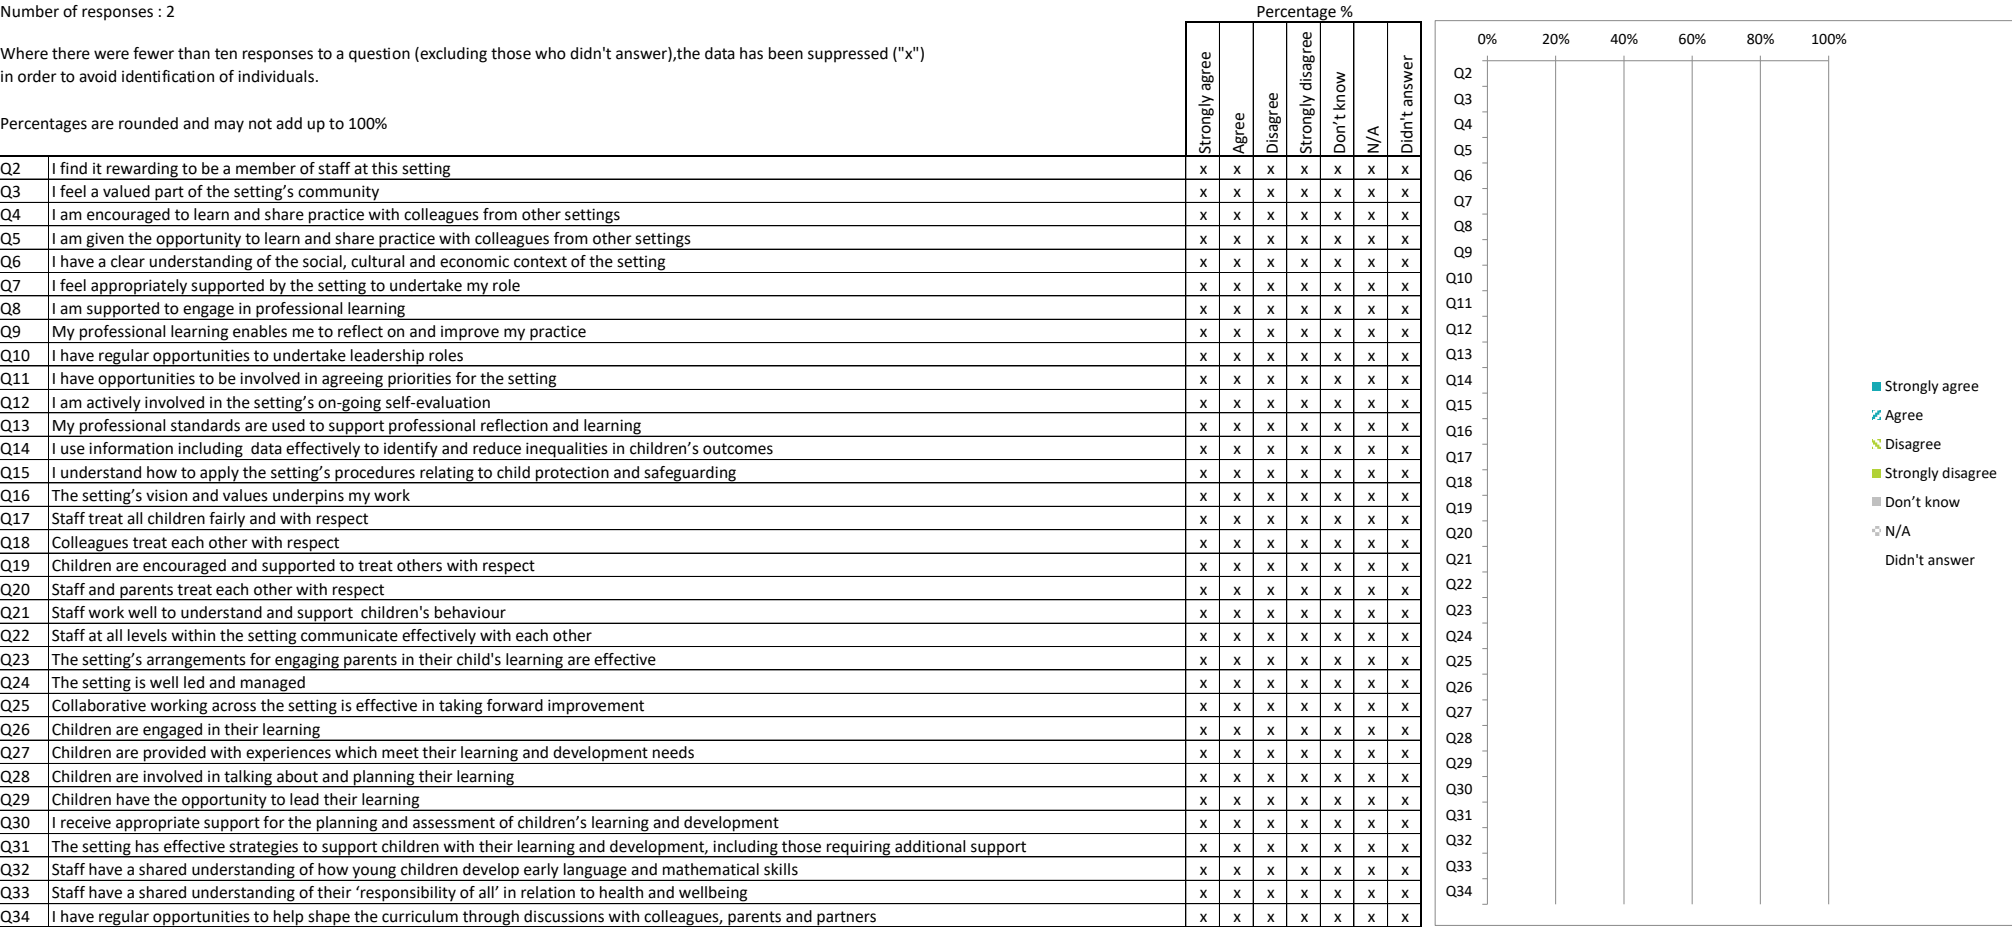 Number of responses : 2
Where there were fewer than ten responses to a question (excluding those who didn't answer),the data has been suppressed ("x")
in order to avoid identification of individuals.
Percentages are rounded and may not add up to 100%
Percentage %
Strongly agree
Agree
Disagree
Strongly disagree
Don't know
N/A
Didn't answer
Q2 I find it rewarding to be a member of staff at this setting x x x x x x x
Q3 I feel a valued part of the setting's community x x x x x x x
Q4 I am encouraged to learn and share practice with colleagues from other settings x x x x x x x
Q5 I am given the opportunity to learn and share practice with colleagues from other settings x x x x x x x
Q6 I have a clear understanding of the social, cultural and economic context of the setting x x x x x x x
Q7 I feel appropriately supported by the setting to undertake my role x x x x x x x
Q8 I am supported to engage in professional learning x x x x x x x
Q9 My professional learning enables me to reflect on and improve my practice x x x x x x x
Q10 I have regular opportunities to undertake leadership roles x x x x x x x
Q11 I have opportunities to be involved in agreeing priorities for the setting x x x x x x x
Q12 I am actively involved in the setting's on-going self-evaluation x x x x x x x
Q13 My professional standards are used to support professional reflection and learning x x x x x x x
Q14 I use information including  data effectively to identify and reduce inequalities in children's outcomes x x x x x x x
Q15 I understand how to apply the setting's procedures relating to child protection and safeguarding x x x x x x x
Q16 The setting's vision and values underpins my work x x x x x x x
Q17 Staff treat all children fairly and with respect x x x x x x x
Q18 Colleagues treat each other with respect x x x x x x x
Q19 Children are encouraged and supported to treat others with respect x x x x x x x
Q20 Staff and parents treat each other with respect x x x x x x x
Q21 Staff work well to understand and support  children's behaviour x x x x x x x
Q22 Staff at all levels within the setting communicate effectively with each other x x x x x x x
Q23 The setting's arrangements for engaging parents in their child's learning are effective x x x x x x x
Q24 The setting is well led and managed x x x x x x x
Q25 Collaborative working across the setting is effective in taking forward improvement x x x x x x x
Q26 Children are engaged in their learning x x x x x x x
Q27 Children are provided with experiences which meet their learning and development needs x x x x x x x
Q28 Children are involved in talking about and planning their learning x x x x x x x
Q29 Children have the opportunity to lead their learning x x x x x x x
Q30 I receive appropriate support for the planning and assessment of children's learning and development x x x x x x x
Q31 The setting has effective strategies to support children with their learning and development, including those requiring additional support x x x x x x x
Q32 Staff have a shared understanding of how young children develop early language and mathematical skills x x x x x x x
Q33 Staff have a shared understanding of their 'responsibility of all' in relation to health and wellbeing x x x x x x x
Q34 I have regular opportunities to help shape the curriculum through discussions with colleagues, parents and partners x x x x x x x
0% 20% 40% 60% 80% 100%
Q2
Q3
Q4
Q5
Q6
Q7
Q8
Q9
Q10
Q11
Q12
Q13
Q14
Q15
Q16
Q17
Q18
Q19
Q20
Q21
Q22
Q23
Q24
Q25
Q26
Q27
Q28
Q29
Q30
Q31
Q32
Q33
Q34
Strongly agree
Agree
Disagree
Strongly disagree
Don't know
N/A
Didn't answer